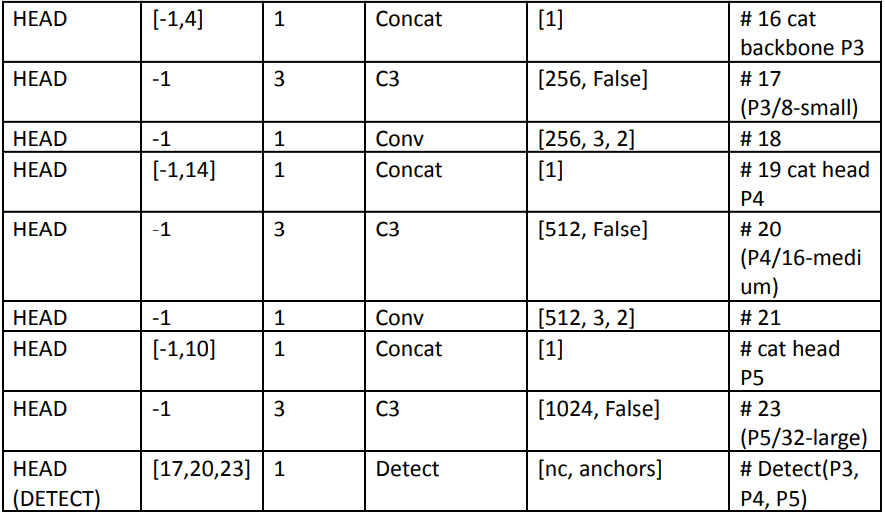 HEAD [-1,4] 1 Concat [1] # 16 cat
backbone P3
HEAD -1 3 C3 [256, False] # 17
(P3/8-small)
HEAD -1 1 Conv [256, 3, 2] # 18
HEAD [-1,14] 1 Concat [1] # 19 cat head
P4
HEAD -1 3 C3 [512, False] # 20
(P4/16-medi
um)
HEAD -1 1 Conv [512, 3, 2] # 21
HEAD [-1,10] 1 Concat [1] # cat head
P5
HEAD -1 3 C3 [1024, False] # 23
(P5/32-large)
HEAD [17,20,23] 1 Detect [nc, anchors] # Detect(P3,
(DETECT) P4, P5)